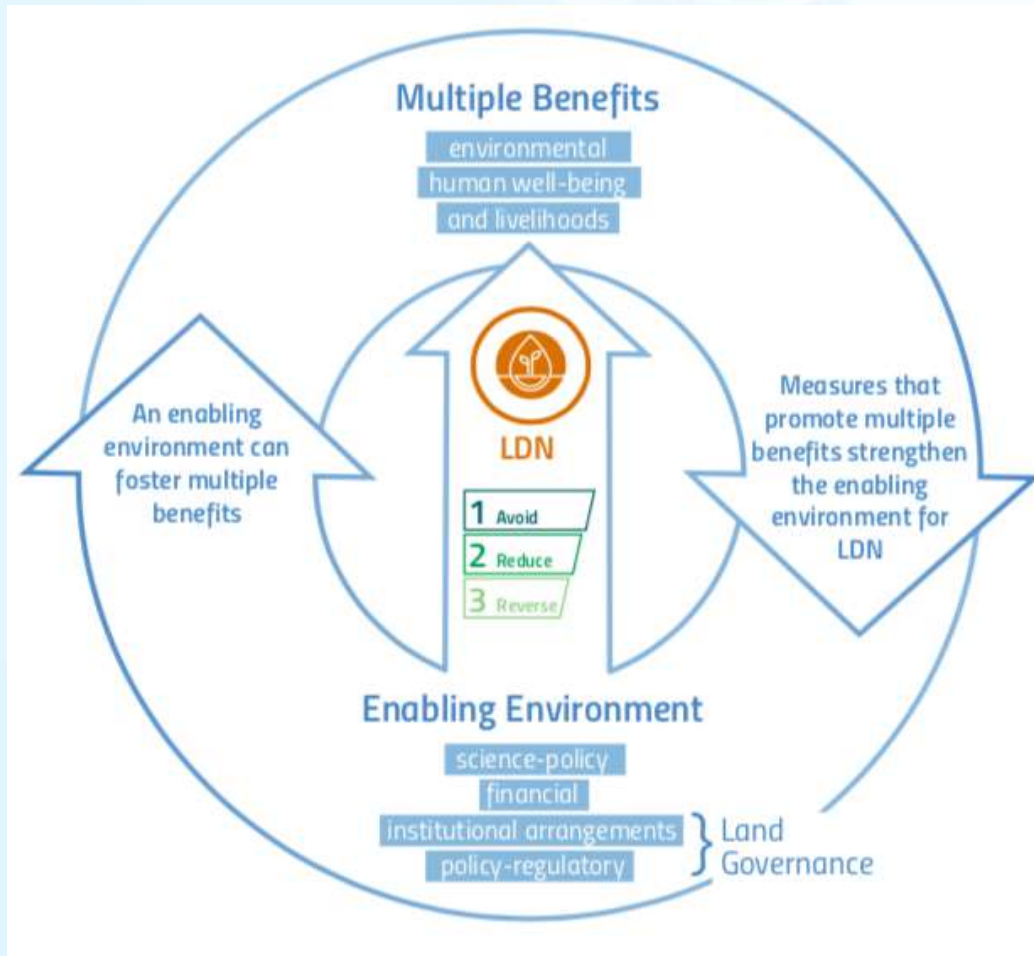 Multiple Benefits
environmental
human well-being
and livelihoods
An enabling
environment can
foster multiple
benefits
LDN
1 Avoid
2 Reduce
3 Reverse
Measures that
promote multiple
benefits strengthen
the enabling
environment for
LDN
Enabling Environment
science-policy
financial
institutional arrangements
policy-regulatory
Land
Governance